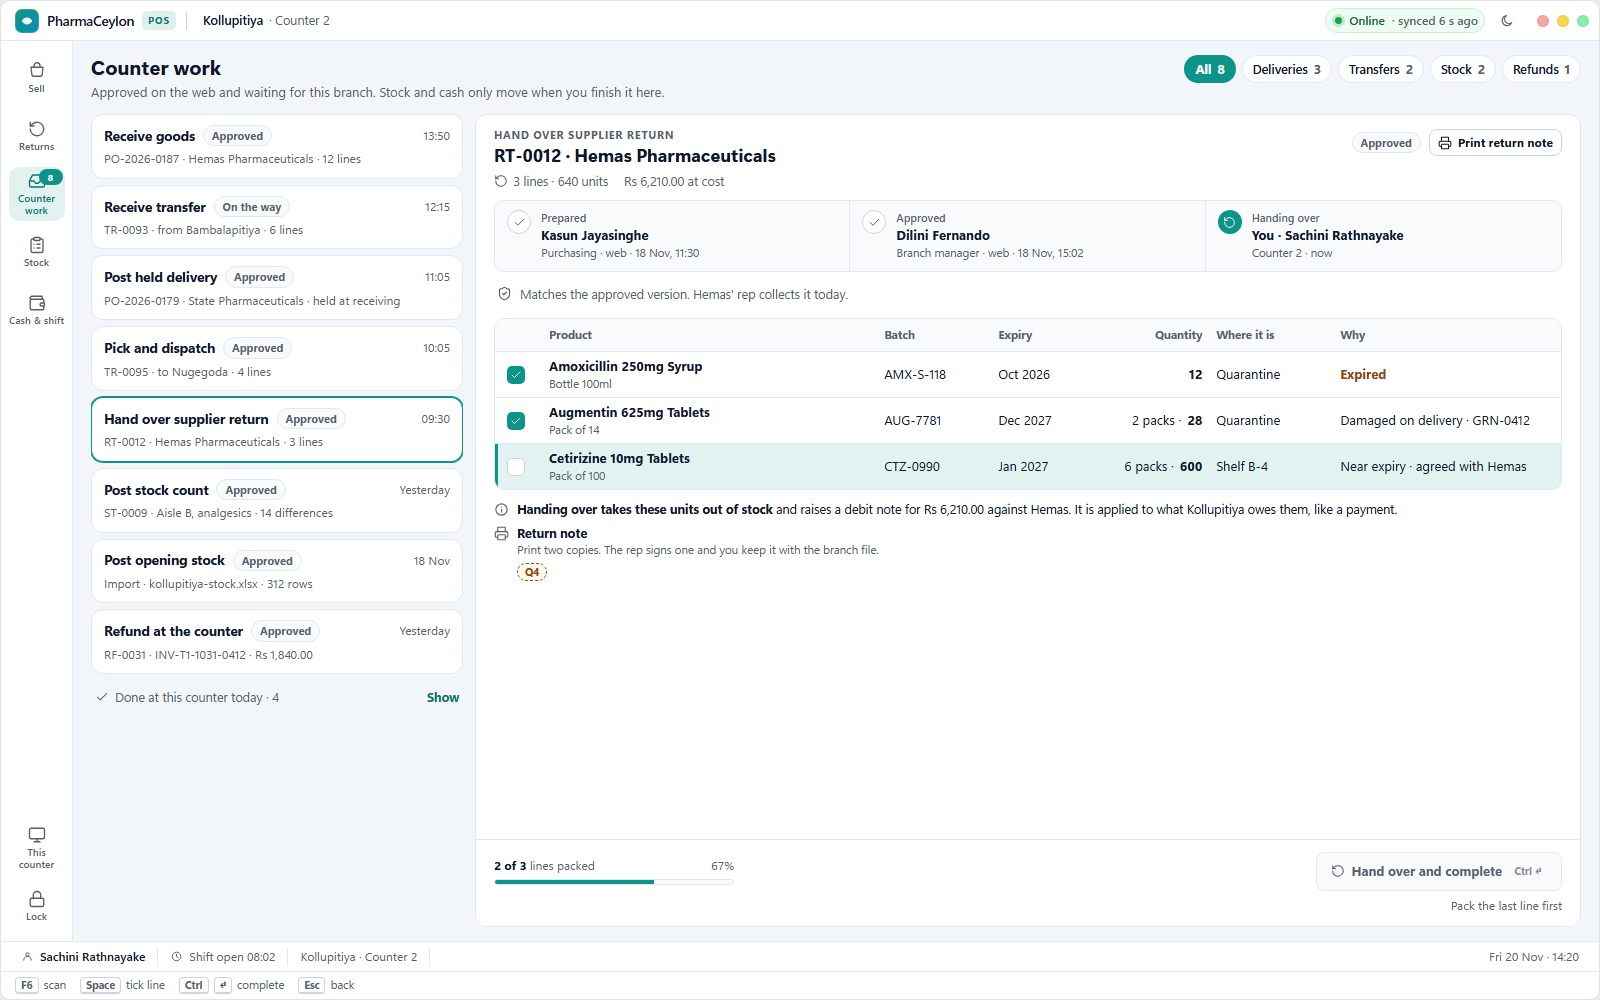 PharmaCeylon POS Kollupitiya · Counter 2
Online · synced 6 s ago
Sell
Returns
8
Counter work
Stock
Cash & shift
This counter
Lock
Counter work
Approved on the web and waiting for this branch. Stock and cash only move when you finish it here.
All 8 Deliveries 3 Transfers 2 Stock 2 Refunds 1
Receive goods Approved 13:50
PO-2026-0187 · Hemas Pharmaceuticals · 12 lines
Receive transfer On the way 12:15
TR-0093 · from Bambalapitiya · 6 lines
Post held delivery Approved 11:05
PO-2026-0179 · State Pharmaceuticals · held at receiving
Pick and dispatch Approved 10:05
TR-0095 · to Nugegoda · 4 lines
Hand over supplier return Approved 09:30
RT-0012 · Hemas Pharmaceuticals · 3 lines
Post stock count Approved Yesterday
ST-0009 · Aisle B, analgesics · 14 differences
Post opening stock Approved 18 Nov
Import · kollupitiya-stock.xlsx · 312 rows
Refund at the counter Approved Yesterday
RF-0031 · INV-T1-1031-0412 · Rs 1,840.00
Done at this counter today · 4 Show
HAND OVER SUPPLIER RETURN
RT-0012 · Hemas Pharmaceuticals
Approved Print return note
3 lines · 640 units Rs 6,210.00 at cost
Prepared
Kasun Jayasinghe
Purchasing · web · 18 Nov, 11:30
Approved
Dilini Fernando
Branch manager · web · 18 Nov, 15:02
Handing over
You · Sachini Rathnayake
Counter 2 · now
Matches the approved version. Hemas' rep collects it today.
Product Batch Expiry Quantity Where it is Why
Amoxicillin 250mg Syrup
Bottle 100ml
AMX-S-118 Oct 2026 12 Quarantine Expired
Augmentin 625mg Tablets
Pack of 14
AUG-7781 Dec 2027 2 packs · 28 Quarantine Damaged on delivery · GRN-0412
Cetirizine 10mg Tablets
Pack of 100
CTZ-0990 Jan 2027 6 packs · 600 Shelf B-4 Near expiry · agreed with Hemas
Handing over takes these units out of stock and raises a debit note for Rs 6,210.00 against Hemas. It is applied to what Kollupitiya owes them, like a payment.
Return note
Print two copies. The rep signs one and you keep it with the branch file.
Q4
2 of 3 lines packed 67%
Hand over and complete Ctrl ↵
Pack the last line first
Sachini Rathnayake Shift open 08:02 Kollupitiya · Counter 2 Fri 20 Nov · 14:20
F6 scan Space tick line Ctrl ↵ complete Esc back